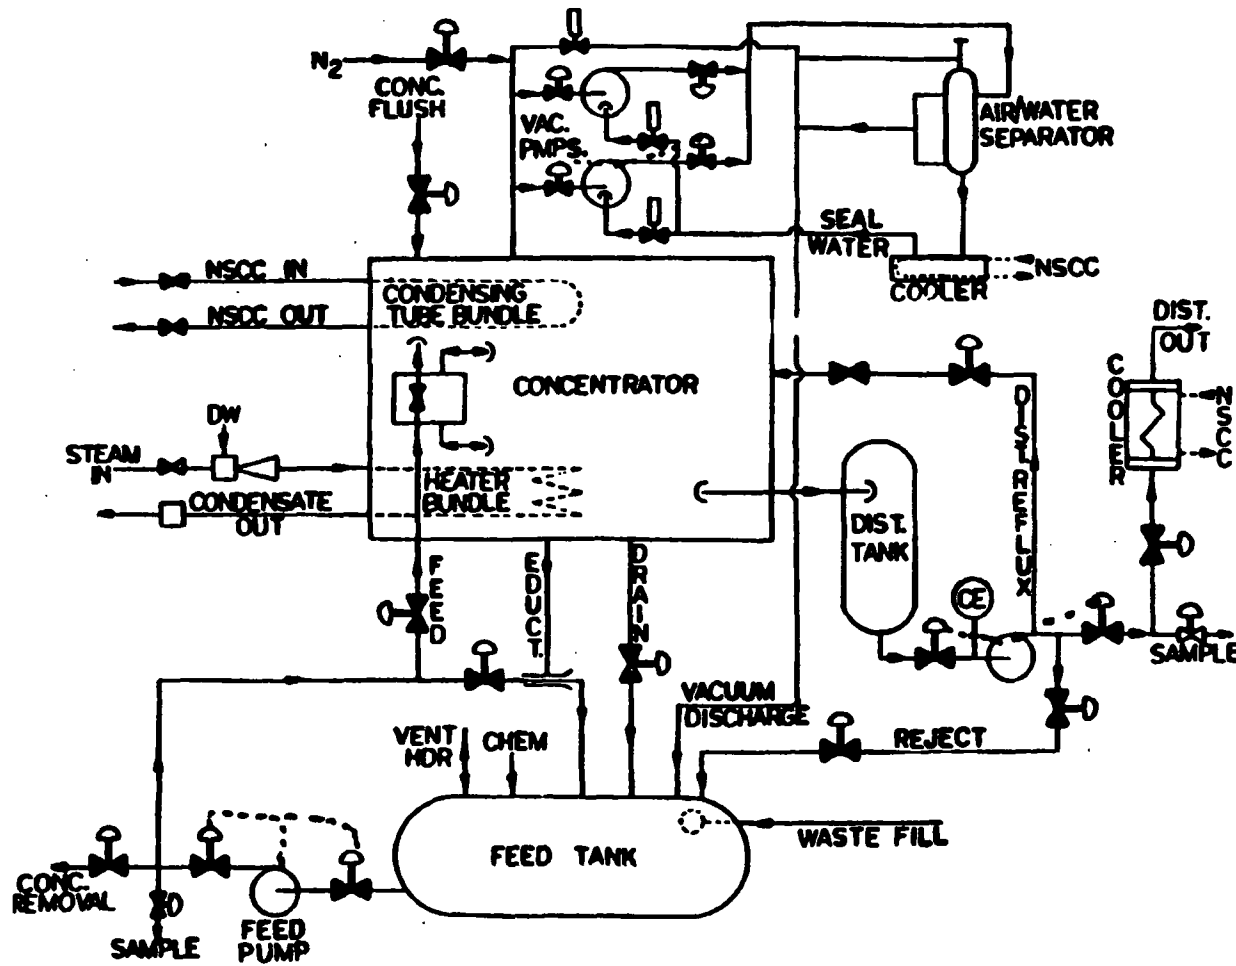 N2
CONC.
FLUSH
VAC.
PMPS.
AIR/WATER
SEPARATOR
SEAL
WATER
NSCC
COOLER
NSCC IN
CONDENSING
TUBE BUNDLE
NSCC OUT
DIST.
OUT
COOLER
NSCC
CONCENTRATOR
DIST. REFLUX
DW
STEAM
IN
HEATER
BUNDLE
CONDENSATE
OUT
DIST.
TANK
FEED
EDUCT.
DRAIN
CE
SAMPLE
VACUUM
DISCHARGE
REJECT
VENT
HDR
CHEM
WASTE FILL
FEED TANK
CONC.
REMOVAL
SAMPLE
FEED
PUMP